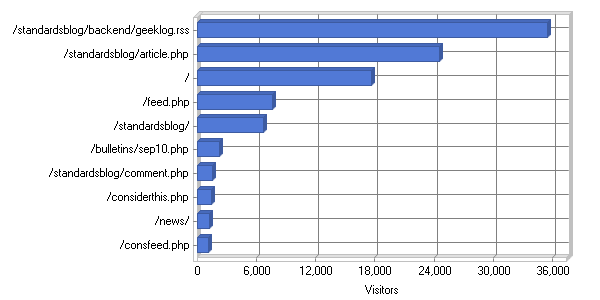 /standardsblog/backend/geeklog.rss
/standardsblog/article.php
/
/feed.php
/standardsblog/
/bulletins/sep10.php
/standardsblog/comment.php
/considerthis.php
/news/
/consfeed.php
0 6,000 12,000 18,000 24,000 30,000 36,000
Visitors